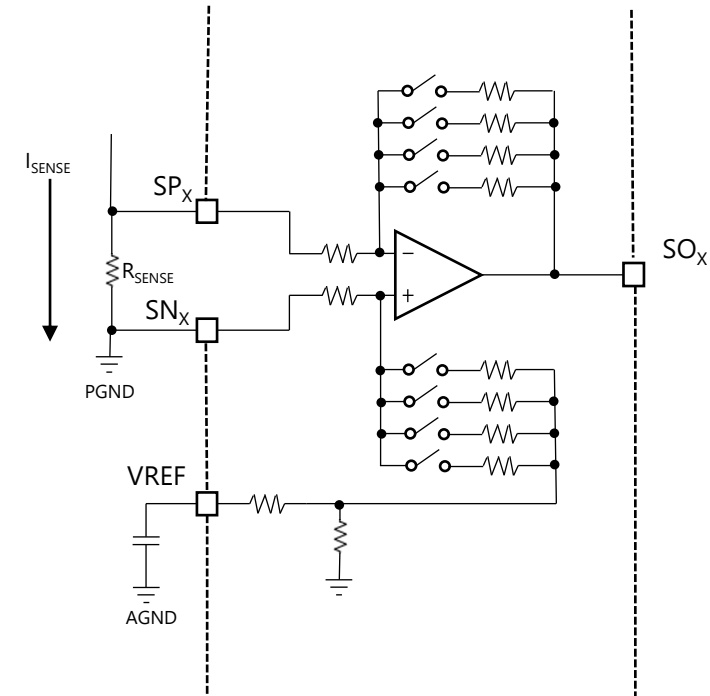 I_SENSE
SP_X
R_SENSE
SN_X
PGND
SO_X
VREF
AGND
−
+